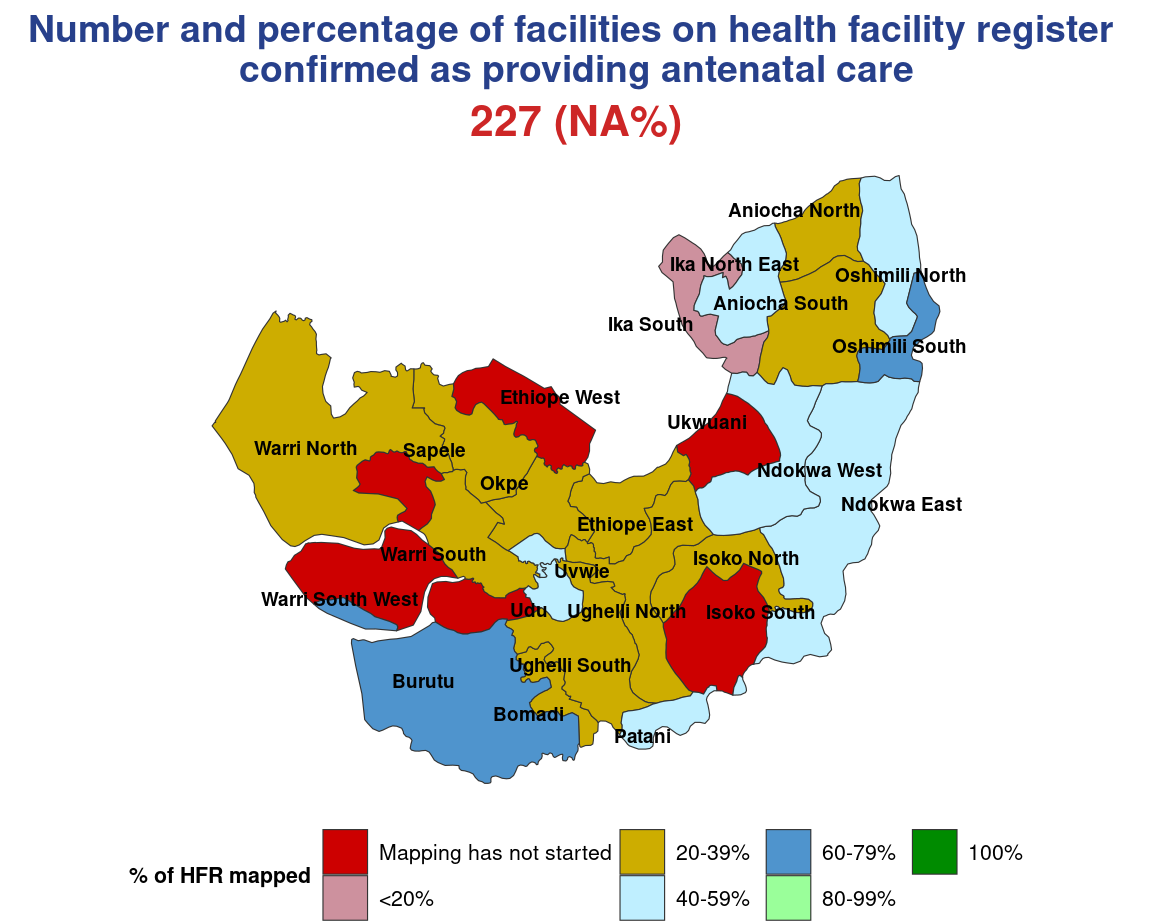 Number and percentage of facilities on health facility register
confirmed as providing antenatal care
227 (NA%)
Aniocha North
Ika North East
Oshimili North
Aniocha South
Ika South
Oshimili South
Ethiope West
Ukwuani
Warri North
Sapele
Ndokwa West
Okpe
Ndokwa East
Ethiope East
Warri South
Isoko North
Uvwie
Warri South West
Udu
Ughelli North
Isoko South
Ughelli South
Burutu
Bomadi
Patani
% of HFR mapped
Mapping has not started
<20%
20-39%
40-59%
60-79%
80-99%
100%